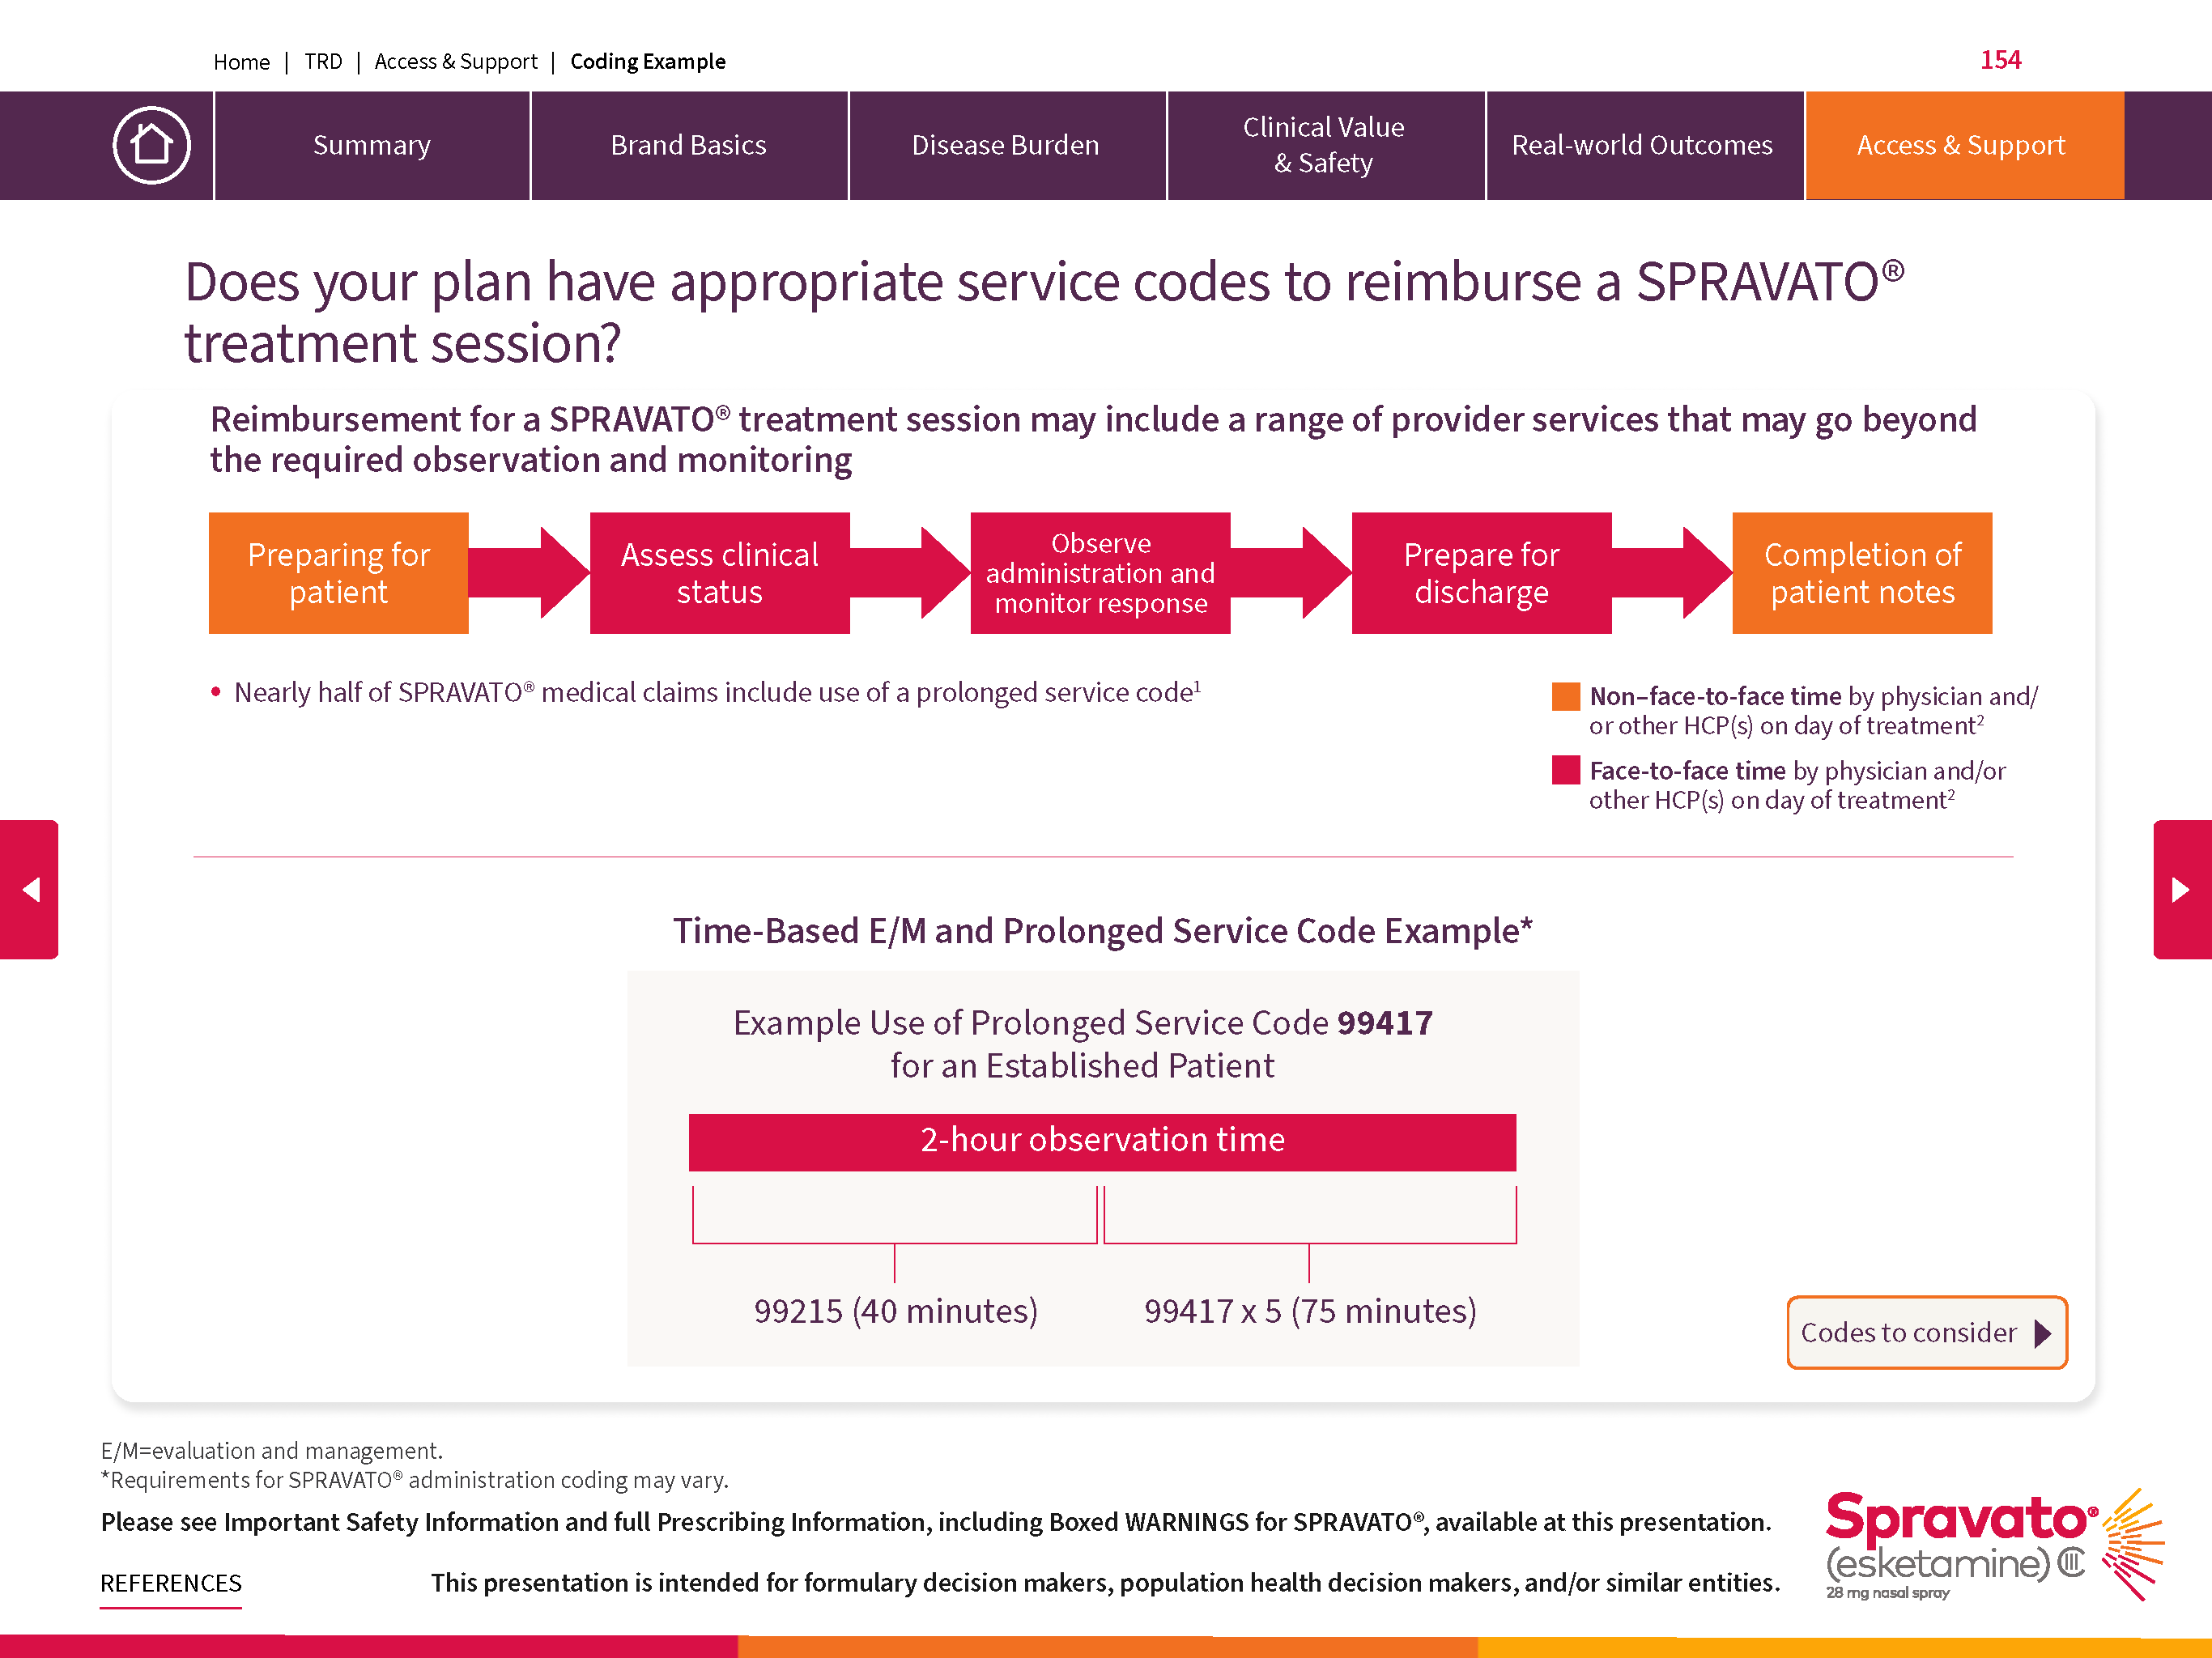 Home | TRD | Access & Support | Coding Example
154
Summary
Brand Basics
Disease Burden
Clinical Value
& Safety
Real-world Outcomes
Access & Support
Does your plan have appropriate service codes to reimburse a SPRAVATO®
treatment session?
Reimbursement for a SPRAVATO® treatment session may include a range of provider services that may go beyond
the required observation and monitoring
Preparing for
patient
Assess clinical
status
Observe
administration and
monitor response
Prepare for
discharge
Completion of
patient notes
• Nearly half of SPRAVATO® medical claims include use of a prolonged service code1
Non–face-to-face time by physician and/
or other HCP(s) on day of treatment2
Face-to-face time by physician and/or
other HCP(s) on day of treatment2
Time-Based E/M and Prolonged Service Code Example*
Example Use of Prolonged Service Code 99417
for an Established Patient
2-hour observation time
99215 (40 minutes)
99417 x 5 (75 minutes)
Codes to consider
E/M=evaluation and management.
*Requirements for SPRAVATO® administration coding may vary.
Please see Important Safety Information and full Prescribing Information, including Boxed WARNINGS for SPRAVATO®, available at this presentation.
REFERENCES
This presentation is intended for formulary decision makers, population health decision makers, and/or similar entities.
Spravato®
(esketamine) CIII
28 mg nasal spray